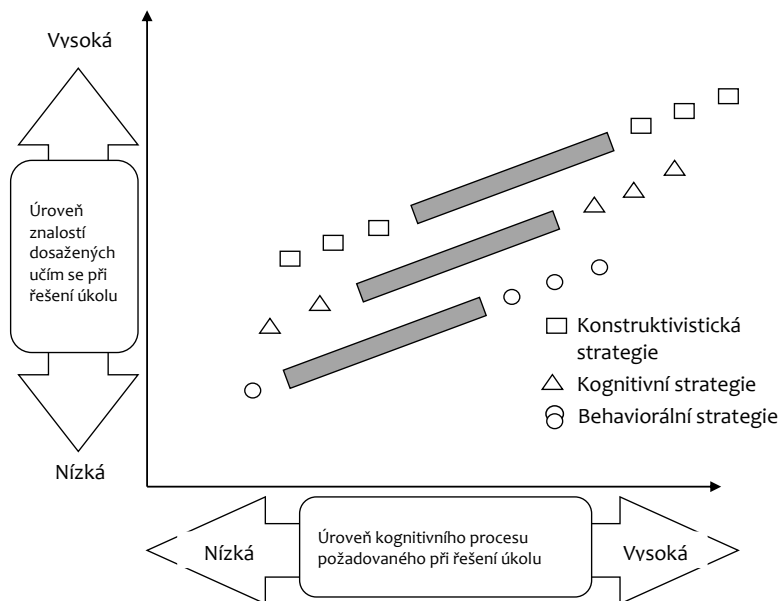 Vysoká
Úroveň
znalostí
dosažených
učím se při
řešení úkolu
Nízká
Konstruktivistická
strategie
Kognitivní strategie
Behaviorální strategie
Nízká
Úroveň kognitivního procesu
požadovaného při řešení úkolu
Vysoká